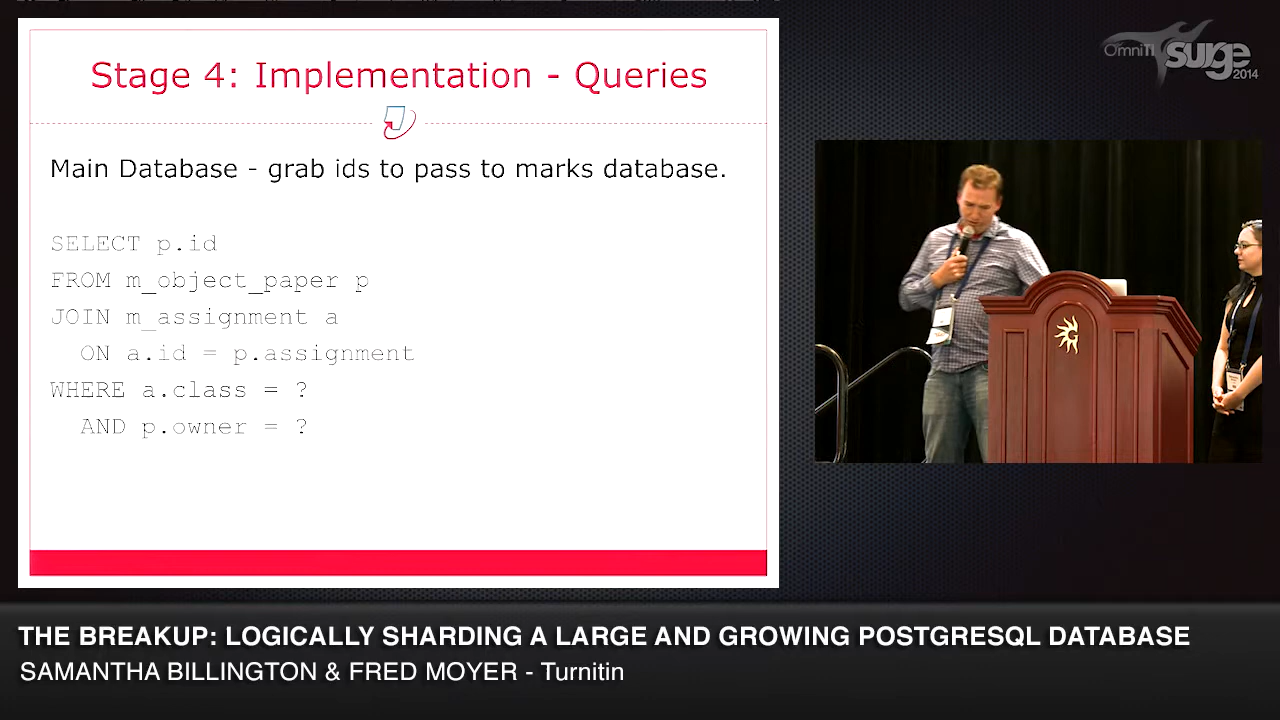 Stage 4: Implementation - Queries
Main Database - grab ids to pass to marks database.
SELECT p.id
FROM m_object_paper p
JOIN m_assignment a
ON a.id = p.assignment
WHERE a.class = ?
AND p.owner = ?
OmniTI surge
2014
THE BREAKUP: LOGICALLY SHARDING A LARGE AND GROWING POSTGRESQL DATABASE
SAMANTHA BILLINGTON & FRED MOYER - Turnitin